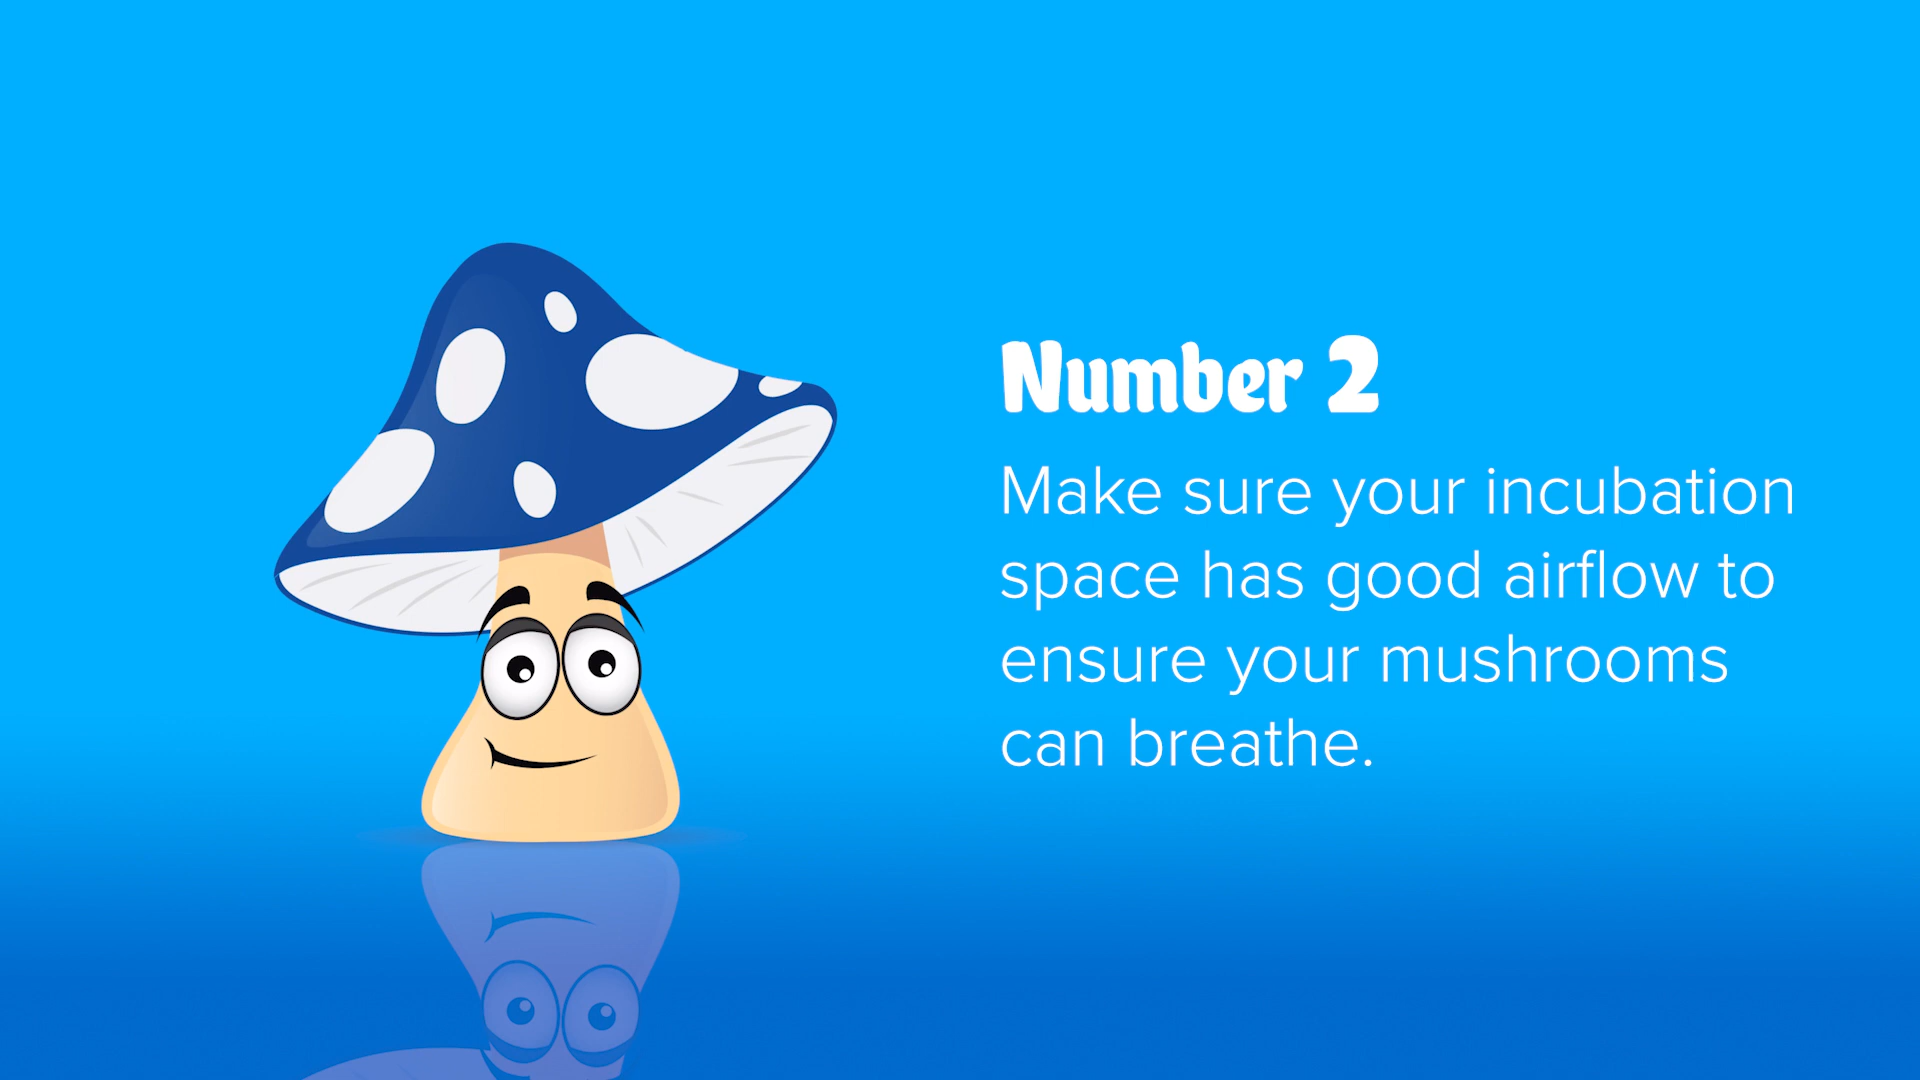 Number 2
Make sure your incubation
space has good airflow to
ensure your mushrooms
can breathe.